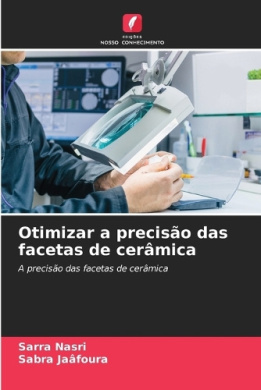 edições
NOSSO CONHECIMENTO
Otimizar a precisão das
facetas de cerâmica
A precisão das facetas de cerâmica
Sarra Nasri
Sabra Jaâfoura